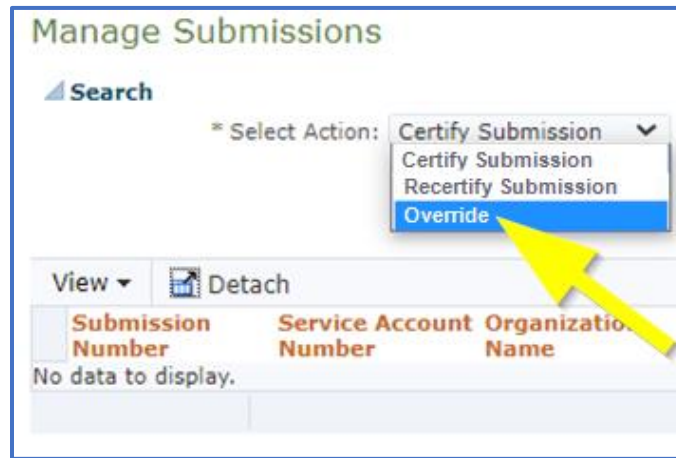 Manage Submissions
Search
* Select Action: Certify Submission
Certify Submission
Recertify Submission
Override
View Detach
Submission Number
Service Account Number
Organization Name
No data to display.